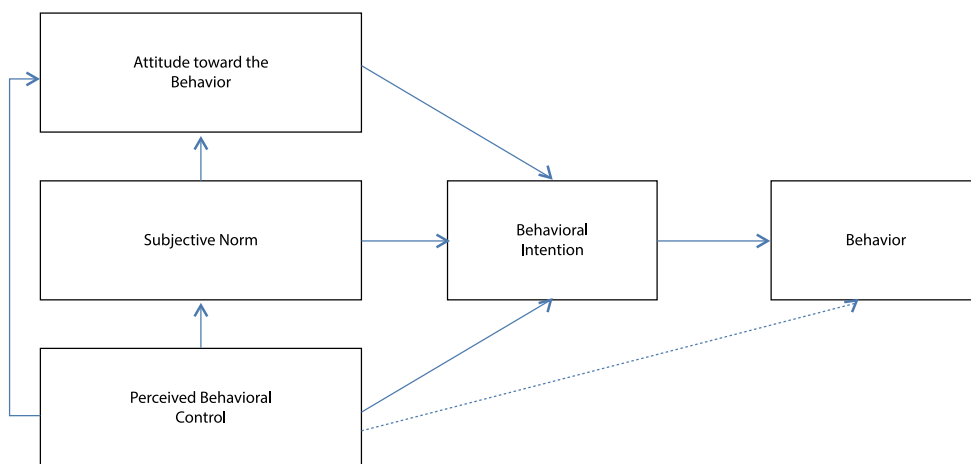 Attitude toward the
Behavior
Subjective Norm
Behavioral
Intention
Behavior
Perceived Behavioral
Control